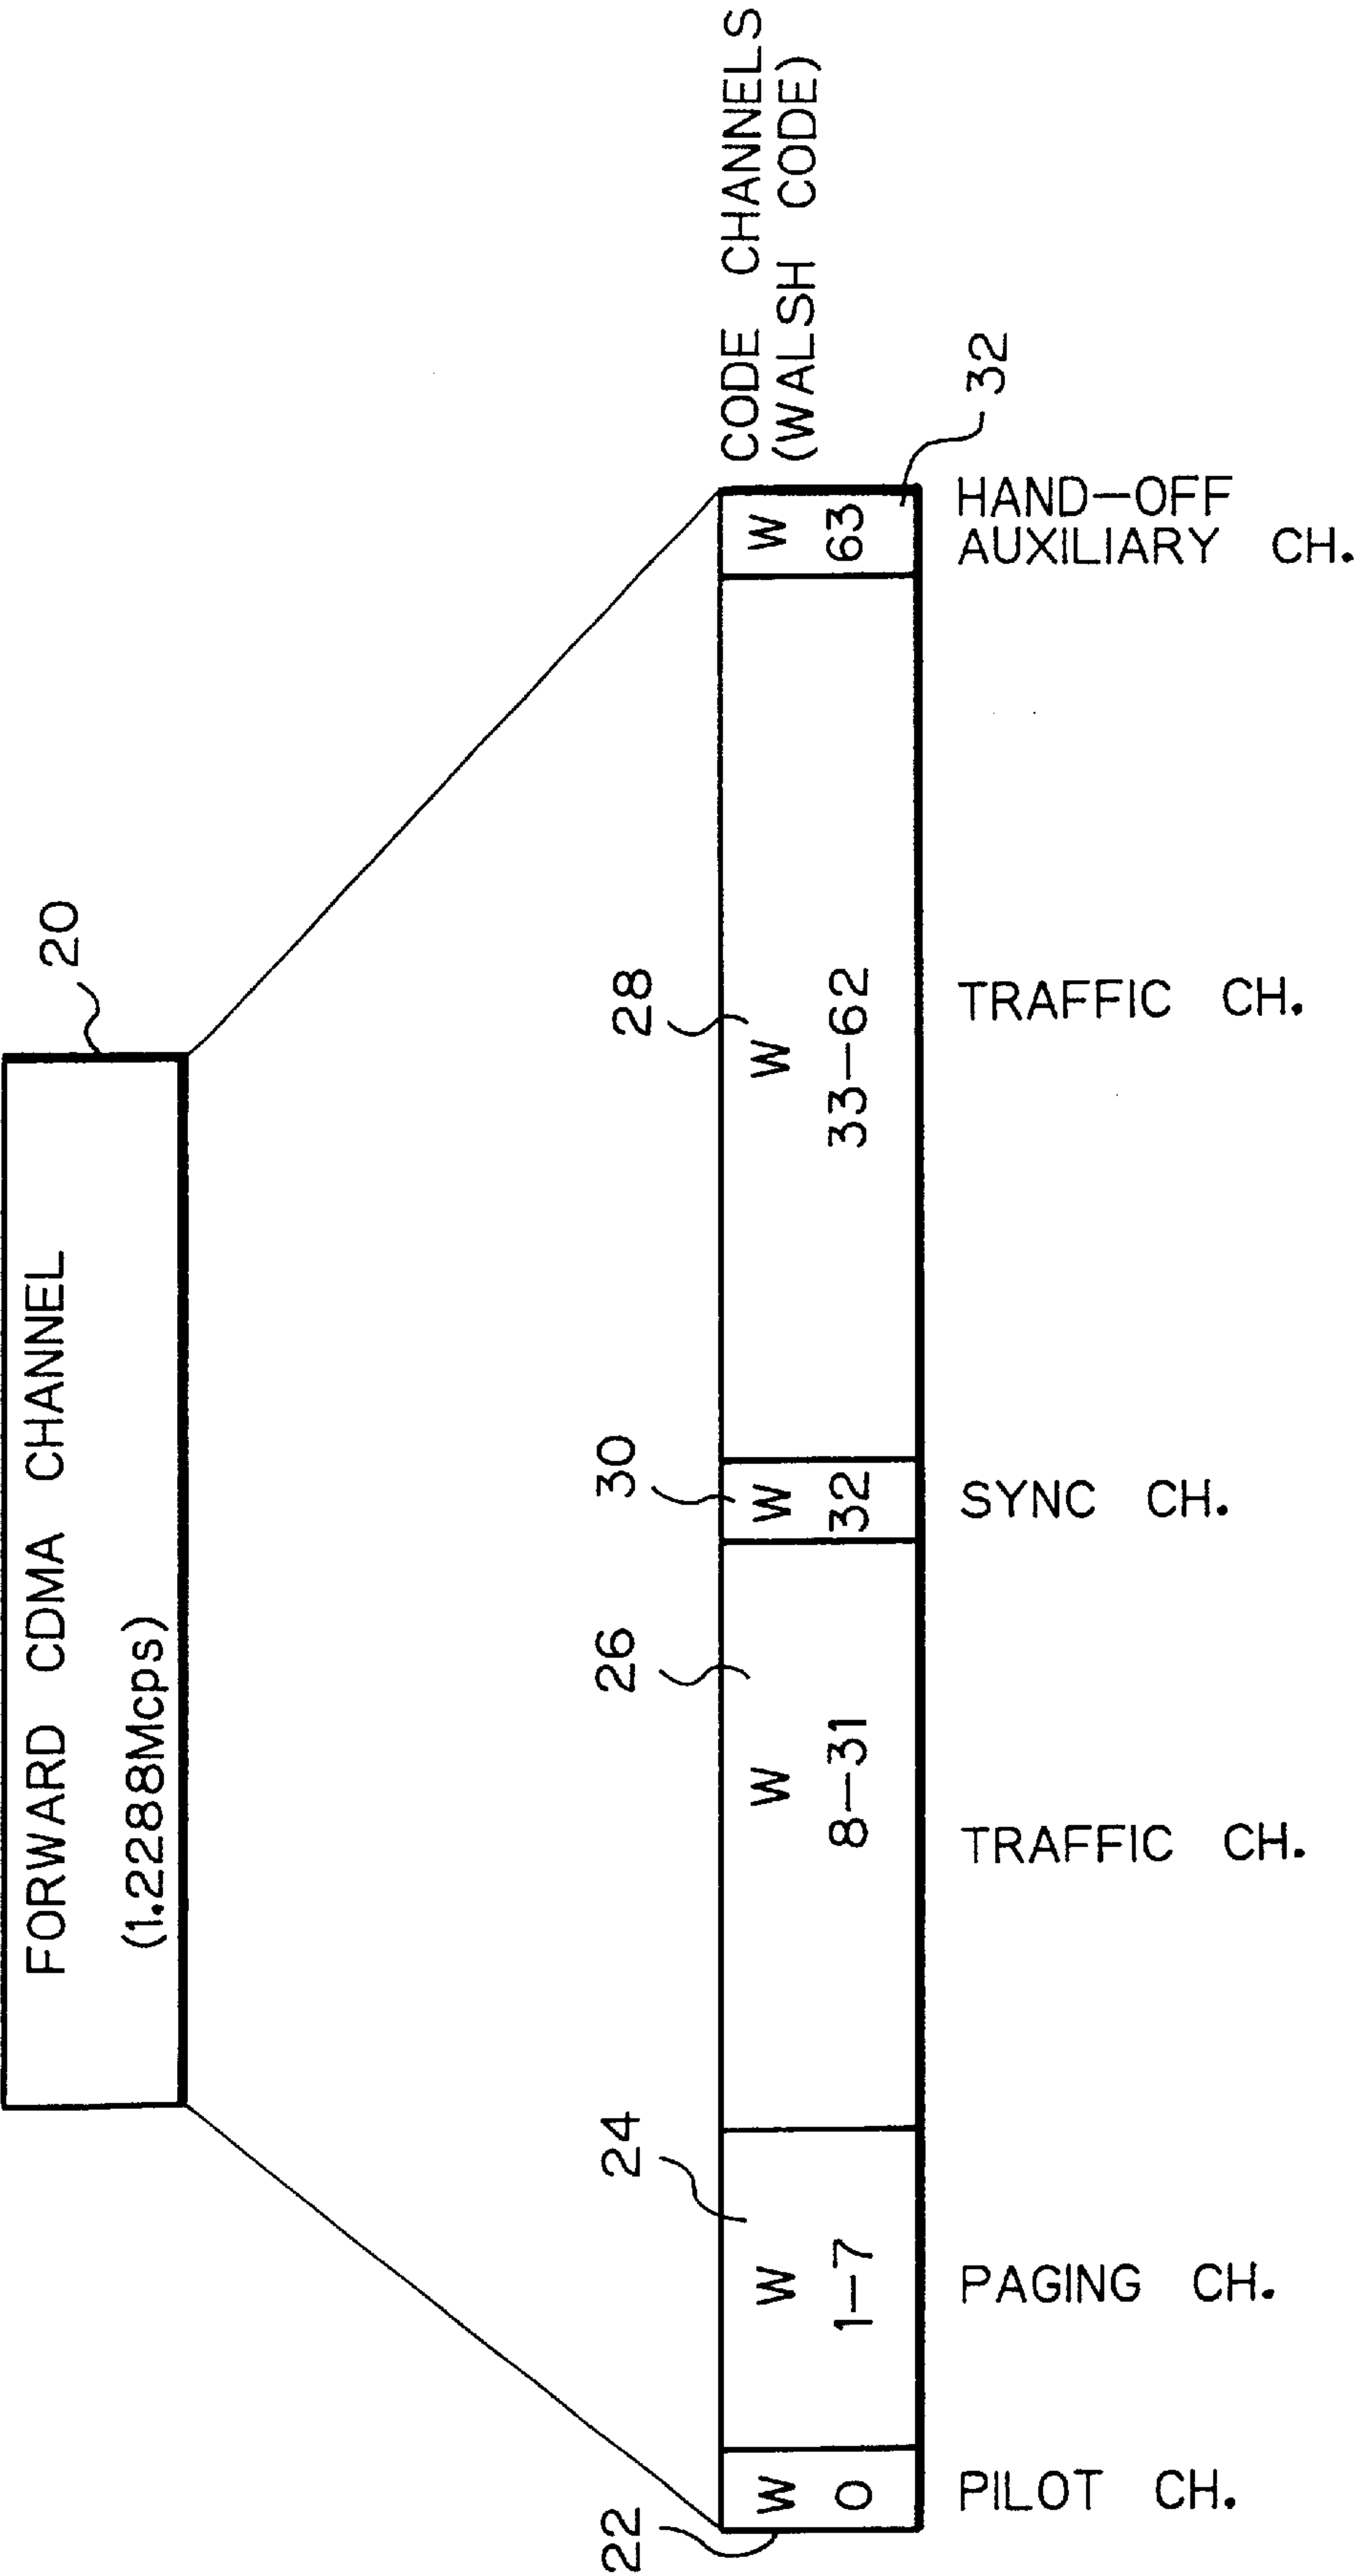 FORWARD CDMA CHANNEL
(1.2288Mcps)
20
CODE CHANNELS
(WALSH CODE)
22
24
26
30
28
W
0
W
1-7
W
8-31
W
32
W
33-62
W
63
32
PILOT CH.
PAGING CH.
TRAFFIC CH.
SYNC CH.
TRAFFIC CH.
HAND-OFF
AUXILIARY CH.